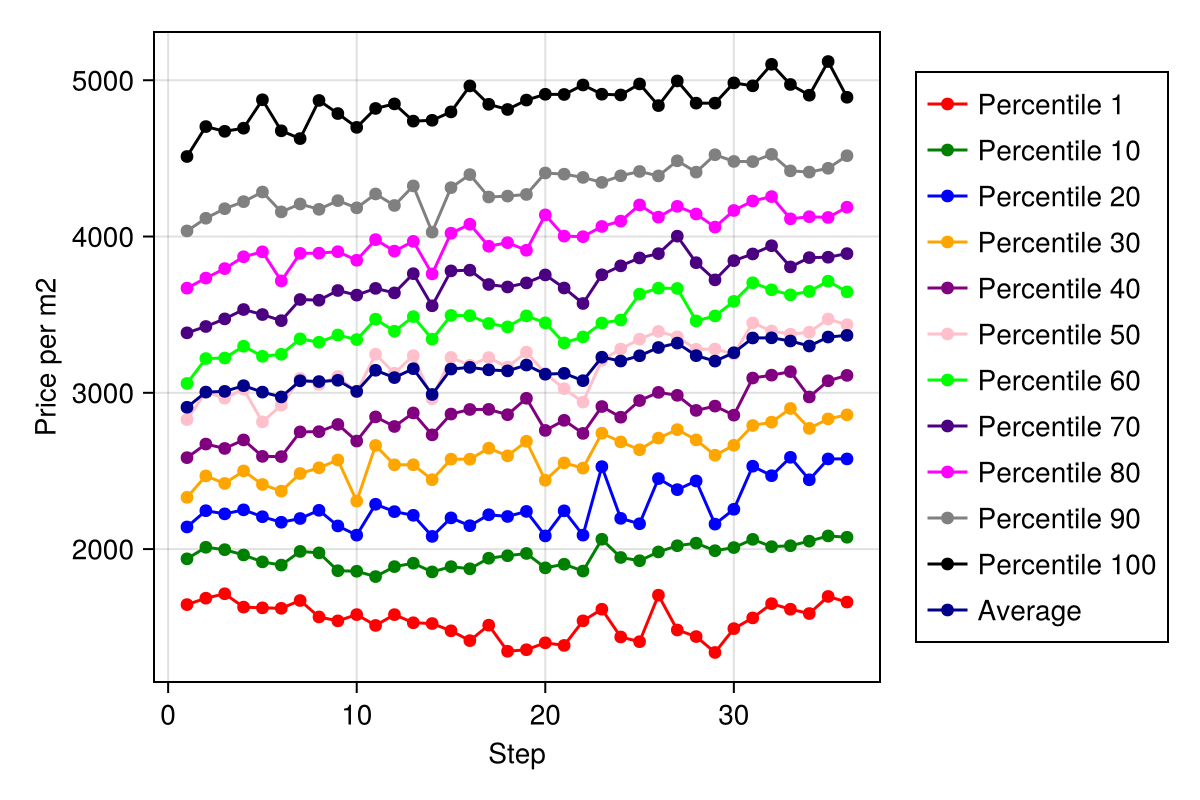 5000
4000
3000
2000
Price per m2
0 10 20 30
Step
Percentile 1
Percentile 10
Percentile 20
Percentile 30
Percentile 40
Percentile 50
Percentile 60
Percentile 70
Percentile 80
Percentile 90
Percentile 100
Average